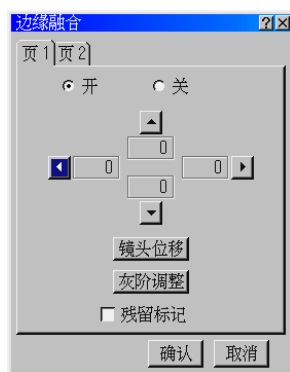 边缘融合
页 1 页 2
开 关
0
0 0
0
镜头位移
灰阶调整
残留标记
确认 取消